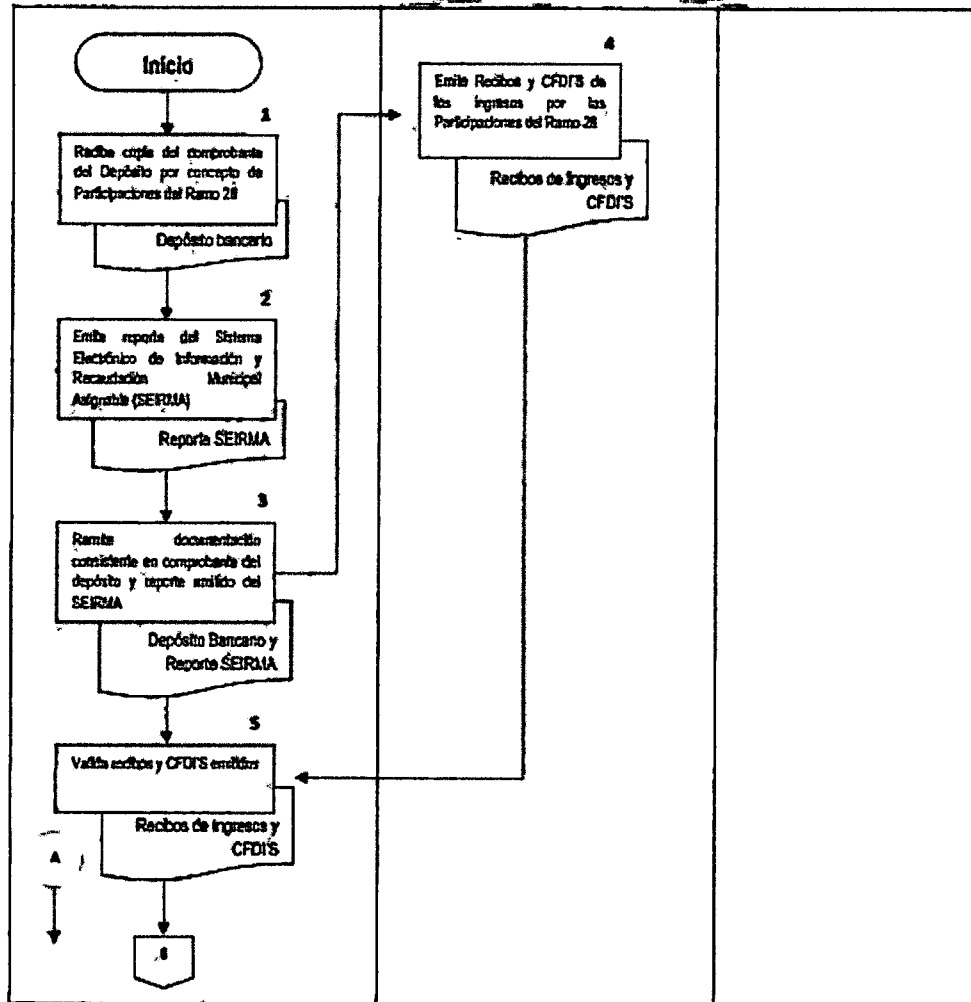 Inicio
1
Recibe copia del comprobante
del Depósito por concepto de
Participaciones del Ramo 28
Depósito bancario
2
Emite reporte del Sistema
Electrónico de Información y
Recaudación Municipal
Asignable (SEIRMA)
Reporte SEIRMA
3
Remite documentación
consistente en comprobante del
depósito y reporte emitido del
SEIRMA
Depósito Bancario y
Reporte SEIRMA
4
Emite Recibos y CFDI'S de
los ingresos por las
Participaciones del Ramo 28
Recibos de Ingresos y
CFDI'S
5
Valida recibos y CFDI'S emitidos
Recibos de Ingresos y
CFDI'S
A